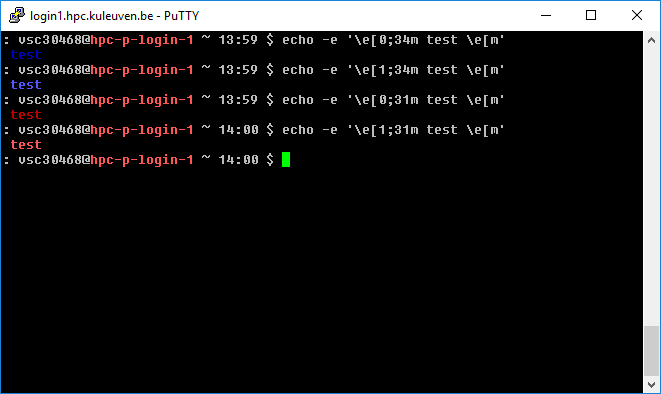 login1.hpc.kuleuven.be - PuTTY
: vsc30468@hpc-p-login-1 ~ 13:59 $ echo -e '\e[0;34m test \e[m'
 test
: vsc30468@hpc-p-login-1 ~ 13:59 $ echo -e '\e[1;34m test \e[m'
 test
: vsc30468@hpc-p-login-1 ~ 13:59 $ echo -e '\e[0;31m test \e[m'
 test
: vsc30468@hpc-p-login-1 ~ 14:00 $ echo -e '\e[1;31m test \e[m'
 test
: vsc30468@hpc-p-login-1 ~ 14:00 $